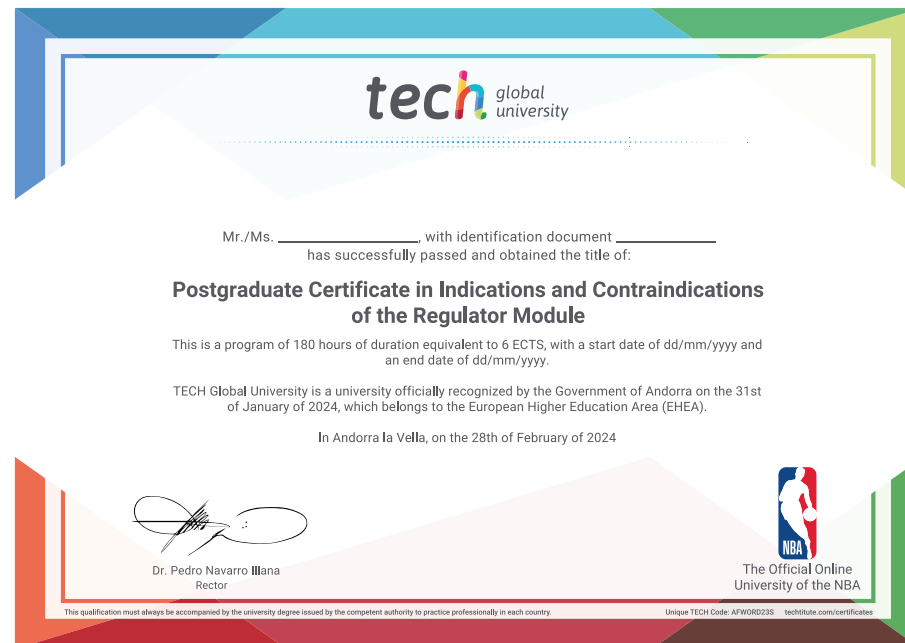 tech global university
Mr./Ms. , with identification document
has successfully passed and obtained the title of:
Postgraduate Certificate in Indications and Contraindications
of the Regulator Module
This is a program of 180 hours of duration equivalent to 6 ECTS, with a start date of dd/mm/yyyy and
an end date of dd/mm/yyyy.
TECH Global University is a university officially recognized by the Government of Andorra on the 31st
of January of 2024, which belongs to the European Higher Education Area (EHEA).
In Andorra la Vella, on the 28th of February of 2024
Dr. Pedro Navarro Illana
Rector
NBA
The Official Online
University of the NBA
This qualification must always be accompanied by the university degree issued by the competent authority to practice professionally in each country.
Unique TECH Code: AFWORD23S techtitute.com/certificates